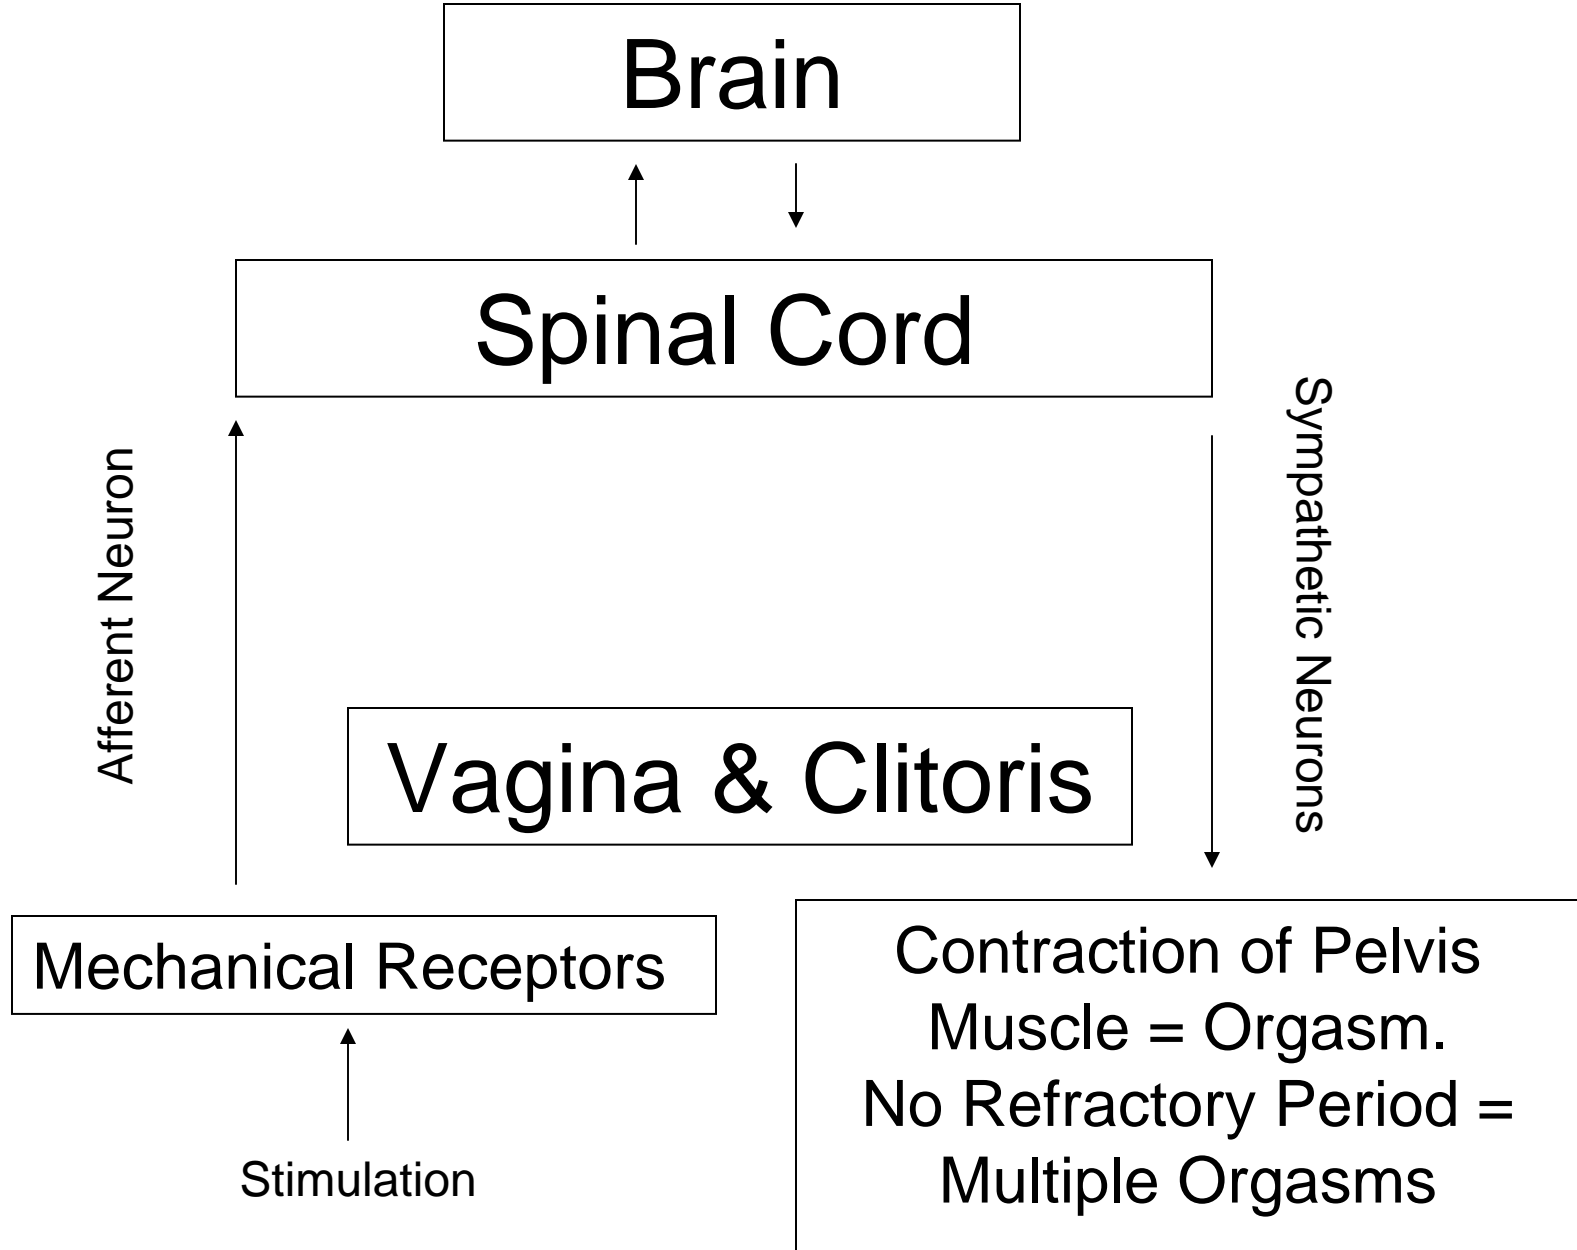 Brain
Spinal Cord
Afferent Neuron
Sympathetic Neurons
Vagina & Clitoris
Mechanical Receptors
Stimulation
Contraction of Pelvis
Muscle = Orgasm.
No Refractory Period =
Multiple Orgasms